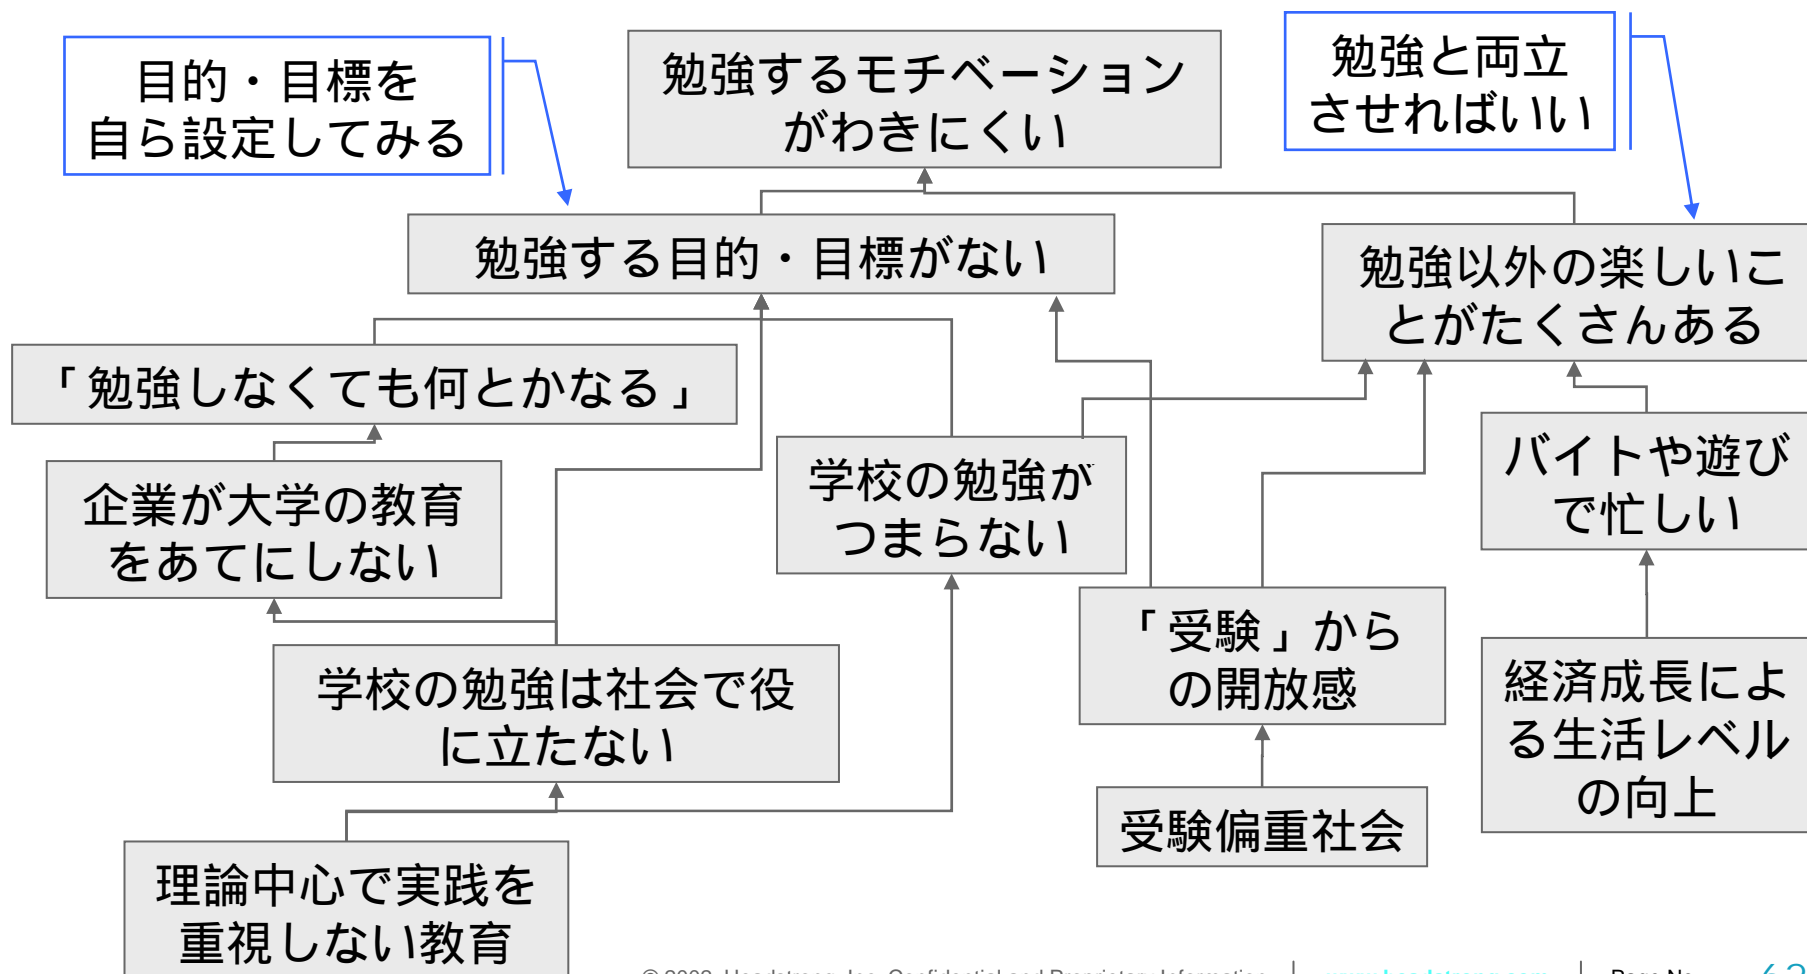 目的・目標を
自ら設定してみる
勉強するモチベーション
がわきにくい
勉強と両立
させればいい
勉強する目的・目標がない
勉強以外の楽しいこ
とがたくさんある
「勉強しなくても何とかなる」
企業が大学の教育
をあてにしない
学校の勉強が
つまらない
バイトや遊び
で忙しい
学校の勉強は社会で役
に立たない
「受験」から
の開放感
経済成長によ
る生活レベル
の向上
受験偏重社会
理論中心で実践を
重視しない教育